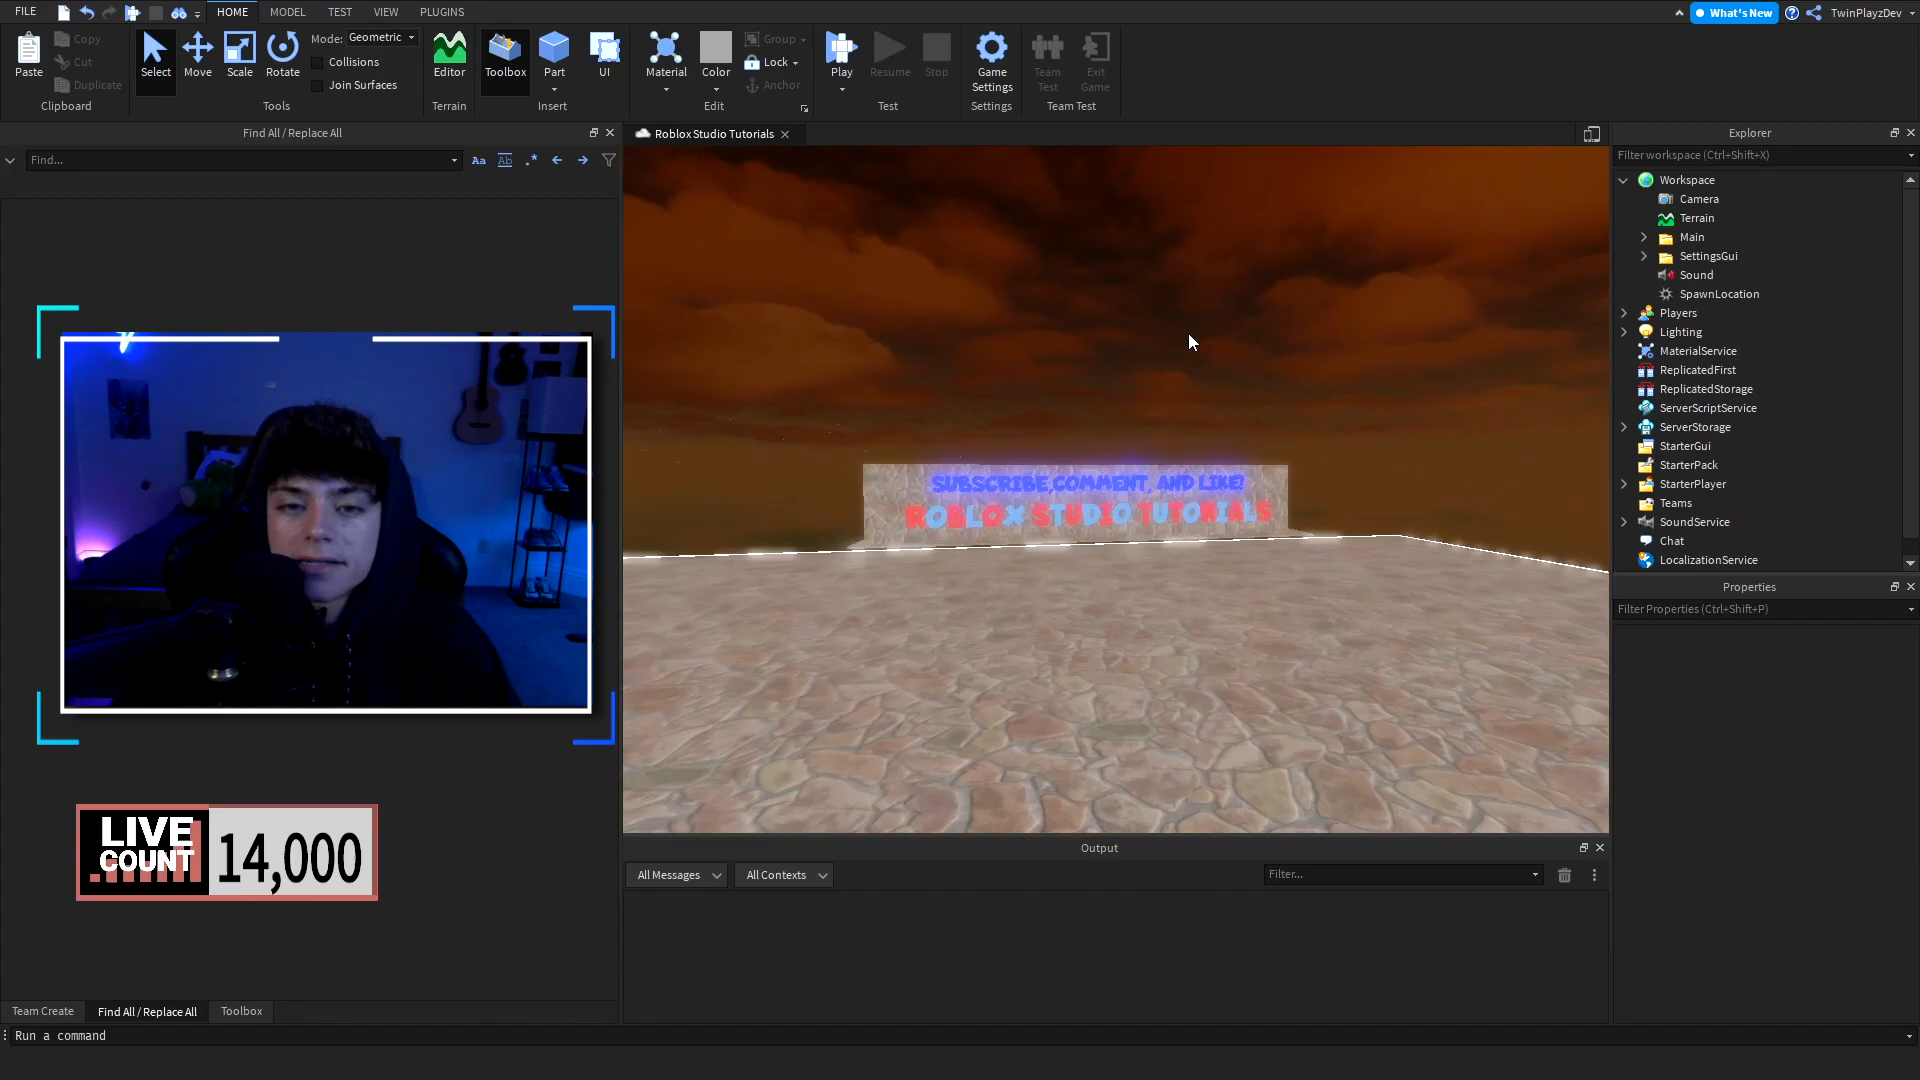 FILE
HOME
MODEL
TEST
VIEW
PLUGINS
What's New
TwinPlayzDev
Paste
Copy
Cut
Duplicate
Clipboard
Select
Move
Scale
Rotate
Mode: Geometric
Collisions
Join Surfaces
Tools
Editor
Terrain
Toolbox
Part
UI
Insert
Material
Color
Group
Lock
Anchor
Edit
Play
Resume
Stop
Test
Game
Settings
Settings
Team
Test
Exit
Game
Team Test
Find All / Replace All
Find...
Aa
Ab
.*
Roblox Studio Tutorials
SUBSCRIBE,COMMENT, AND LIKE!
ROBLOX STUDIO TUTORIALS
LIVE
COUNT
14,000
Output
All Messages
All Contexts
Filter...
Explorer
Filter workspace (Ctrl+Shift+X)
Workspace
Camera
Terrain
Main
SettingsGui
Sound
SpawnLocation
Players
Lighting
MaterialService
ReplicatedFirst
ReplicatedStorage
ServerScriptService
ServerStorage
StarterGui
StarterPack
StarterPlayer
Teams
SoundService
Chat
LocalizationService
Properties
Filter Properties (Ctrl+Shift+P)
Team Create
Find All / Replace All
Toolbox
Run a command